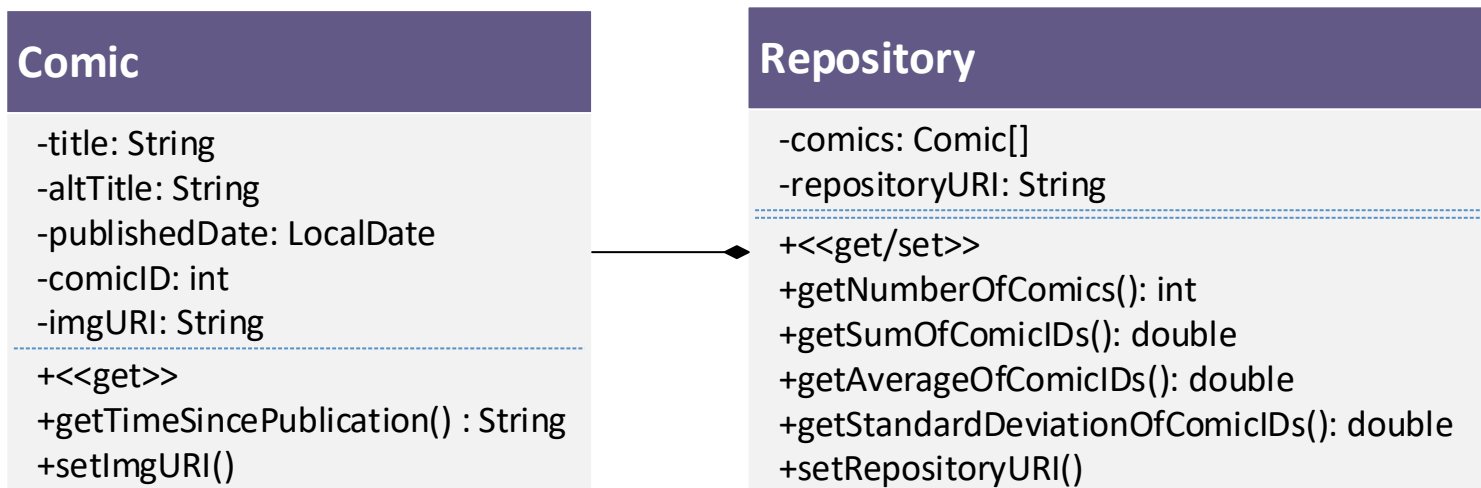 Comic
-title: String
-altTitle: String
-publishedDate: LocalDate
-comicID: int
-imgURI: String
+<<get>>
+getTimeSincePublication() : String
+setImgURI()
Repository
-comics: Comic[]
-repositoryURI: String
+<<get/set>>
+getNumberOfComics(): int
+getSumOfComicIDs(): double
+getAverageOfComicIDs(): double
+getStandardDeviationOfComicIDs(): double
+setRepositoryURI()